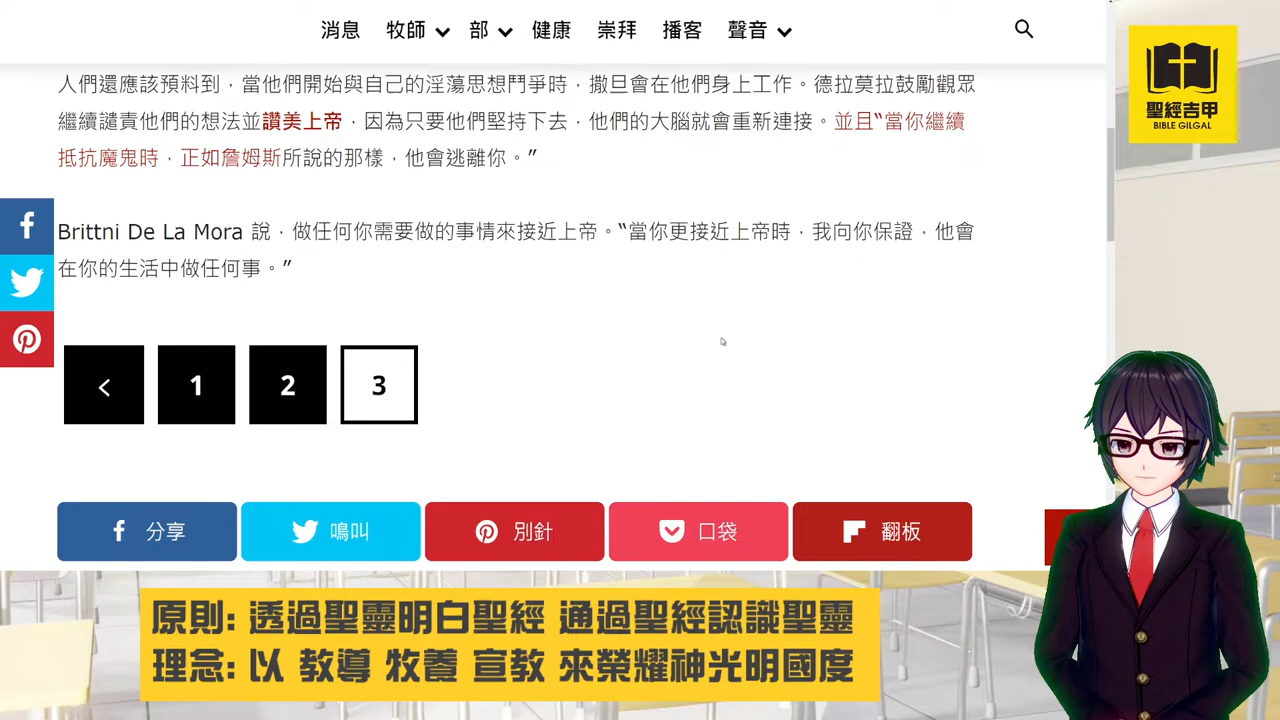 消息 牧師 部 健康 崇拜 播客 聲音
聖經吉甲
BIBLE GILGAL
人們還應該預料到，當他們開始與自己的淫蕩思想鬥爭時，撒旦會在他們身上工作。德拉莫拉鼓勵觀眾
繼續譴責他們的想法並讚美上帝，因為只要他們堅持下去，他們的大腦就會重新連接。並且“當你繼續
抵抗魔鬼時，正如詹姆斯所說的那樣，他會逃離你。”
Brittni De La Mora 說，做任何你需要做的事情來接近上帝。“當你更接近上帝時，我向你保證，他會
在你的生活中做任何事。”
1 2 3
分享 鳴叫 別針 口袋 翻板
原則: 透過聖靈明白聖經 通過聖經認識聖靈
理念: 以 教導 牧養 宣教 來榮耀神光明國度